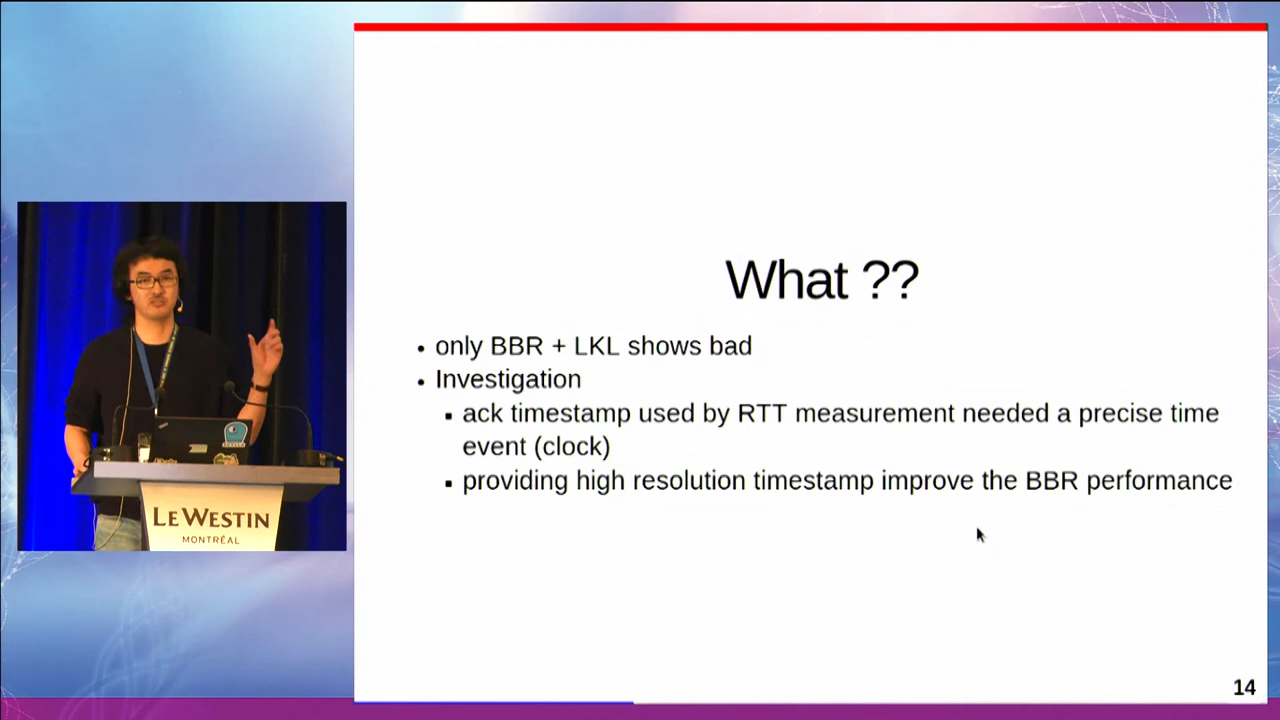 What ??
only BBR + LKL shows bad
Investigation
ack timestamp used by RTT measurement needed a precise time
event (clock)
providing high resolution timestamp improve the BBR performance
14
LE WESTIN
MONTRÉAL